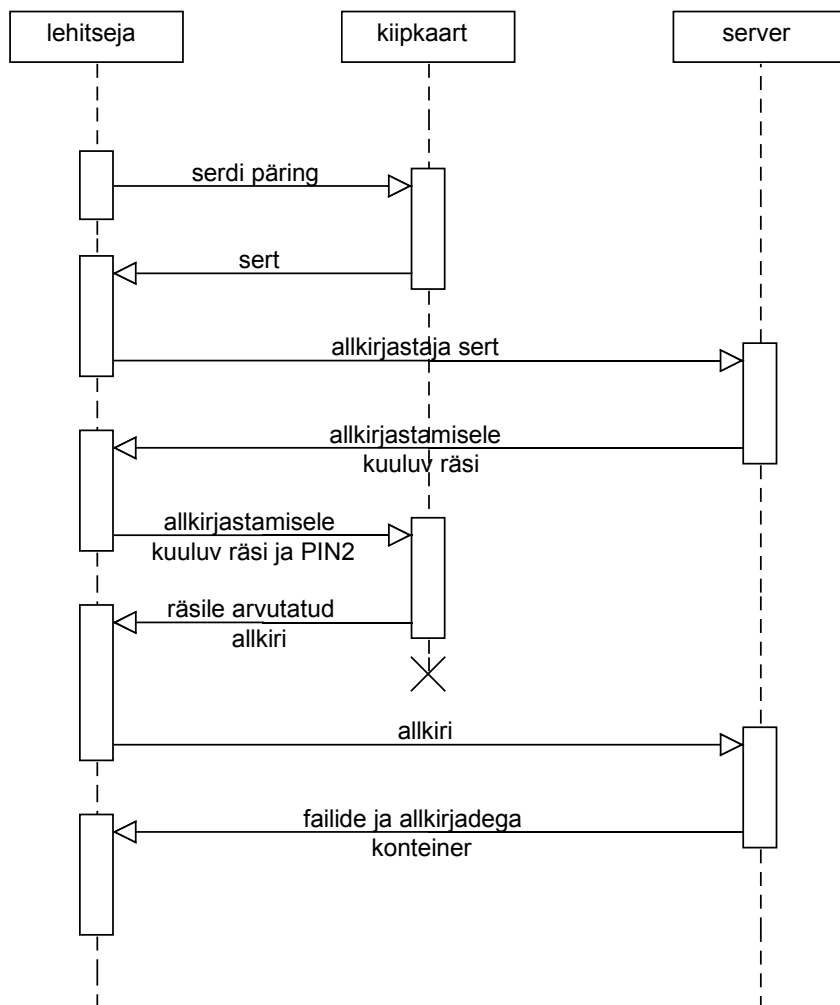 lehitseja
kiipkaart
server
serdi päring
sert
allkirjastaja sert
allkirjastamisele
kuuluv räsi
allkirjastamisele
kuuluv räsi ja PIN2
räsile arvutatud
allkiri
allkiri
failide ja allkirjadega
konteiner